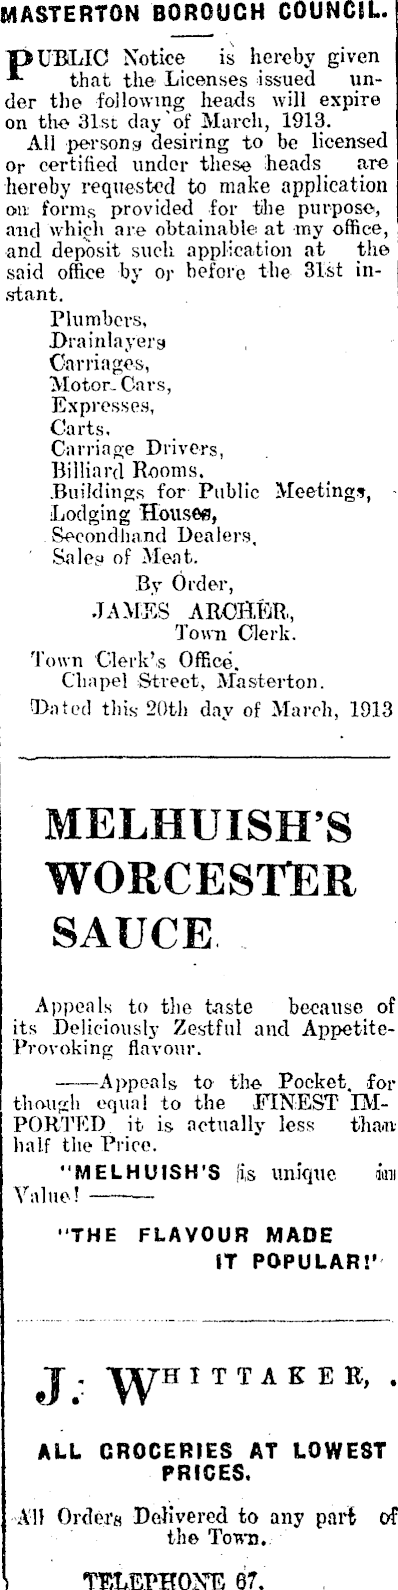 MASTERTON BOROUGH COUNCIL.
PUBLIC Notice is hereby given
that the Licenses issued un-
der the following heads will expire
on the 31st day of March, 1913.
All persons desiring to be licensed
or certified under these heads are
hereby requested to make application
on forms provided for the purpose,
and which are obtainable at my office,
and deposit such application at the
said office by or before the 31st in-
stant.
Plumbers,
Drainlayers
Carriages,
Motor-Cars,
Expresses,
Carts,
Carriage Drivers,
Billiard Rooms.
Buildings for Public Meetings,
Lodging Houses,
Secondhand Dealers,
Sales of Meat.
By Order,
JAMES ARCHER,
Town Clerk.
Town Clerk's Office,
Chapel Street, Masterton.
Dated this 20th day of March, 1913
MELHUISH'S
WORCESTER
SAUCE
Appeals to the taste because of
its Deliciously Zestful and Appetite-
Provoking flavour.
——Appeals to the Pocket, for
though equal to the FINEST IM-
PORTED it is actually less than
half the Price.
"MELHUISH'S is unique in
Value! ——
"THE FLAVOUR MADE
IT POPULAR!"
J. WHITTAKER,
ALL GROCERIES AT LOWEST
PRICES.
All Orders Delivered to any part of
the Town.
TELEPHONE 67.